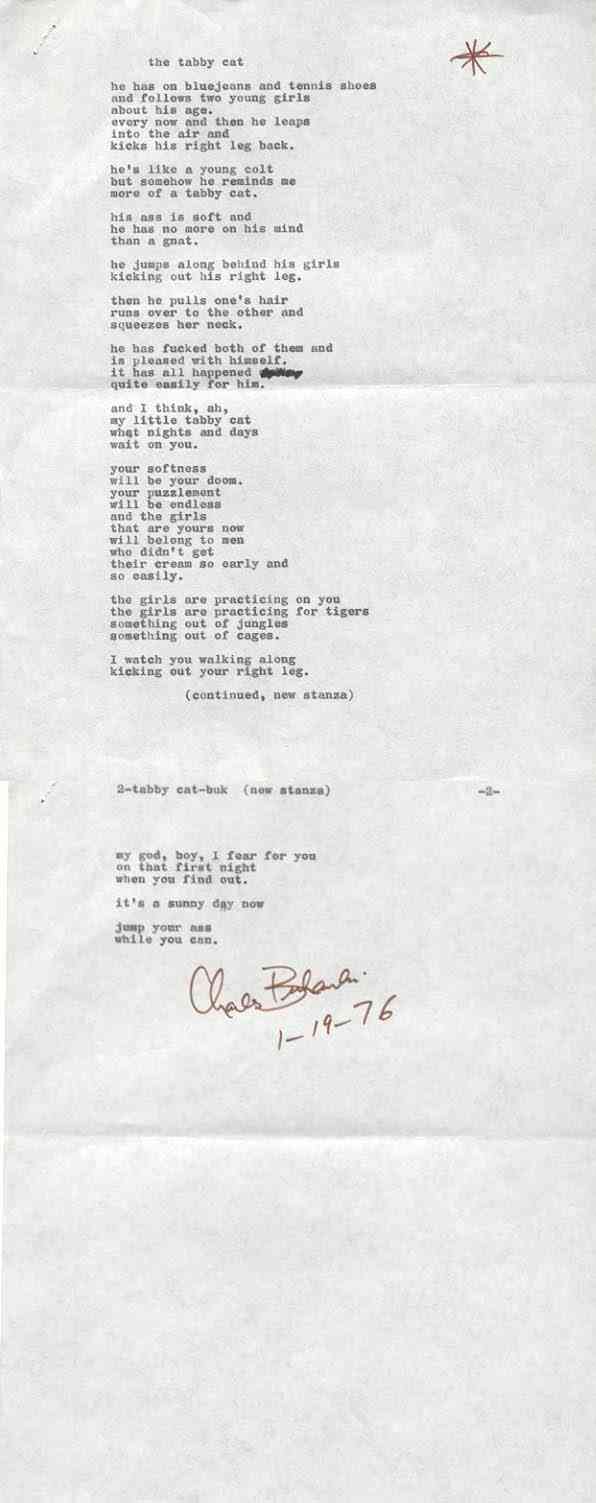 the tabby cat
he has on bluejeans and tennis shoes
and follows two young girls
about his age.
every now and then he leaps
into the air and
kicks his right leg back.
he's like a young colt
but somehow he reminds me
more of a tabby cat.
his ass is soft and
he has no more on his mind
than a gnat.
he jumps along behind his girls
kicking out his right leg.
then he pulls one's hair
runs over to the other and
squeezes her neck.
he has fucked both of them and
is pleased with himself.
it has all happened
quite easily for him.
and I think, ah,
my little tabby cat
what nights and days
wait on you.
your softness
will be your doom.
your puzzlement
will be endless
and the girls
that are yours now
will belong to men
who didn't get
their cream so early and
so easily.
the girls are practicing on you
the girls are practicing for tigers
something out of jungles
something out of cages.
I watch you walking along
kicking out your right leg.
(continued, new stanza)
2-tabby cat-buk (new stanza) -2-
my god, boy, I fear for you
on that first night
when you find out.
it's a sunny day now
jump your ass
while you can.
Charles Bukowski
1-19-76